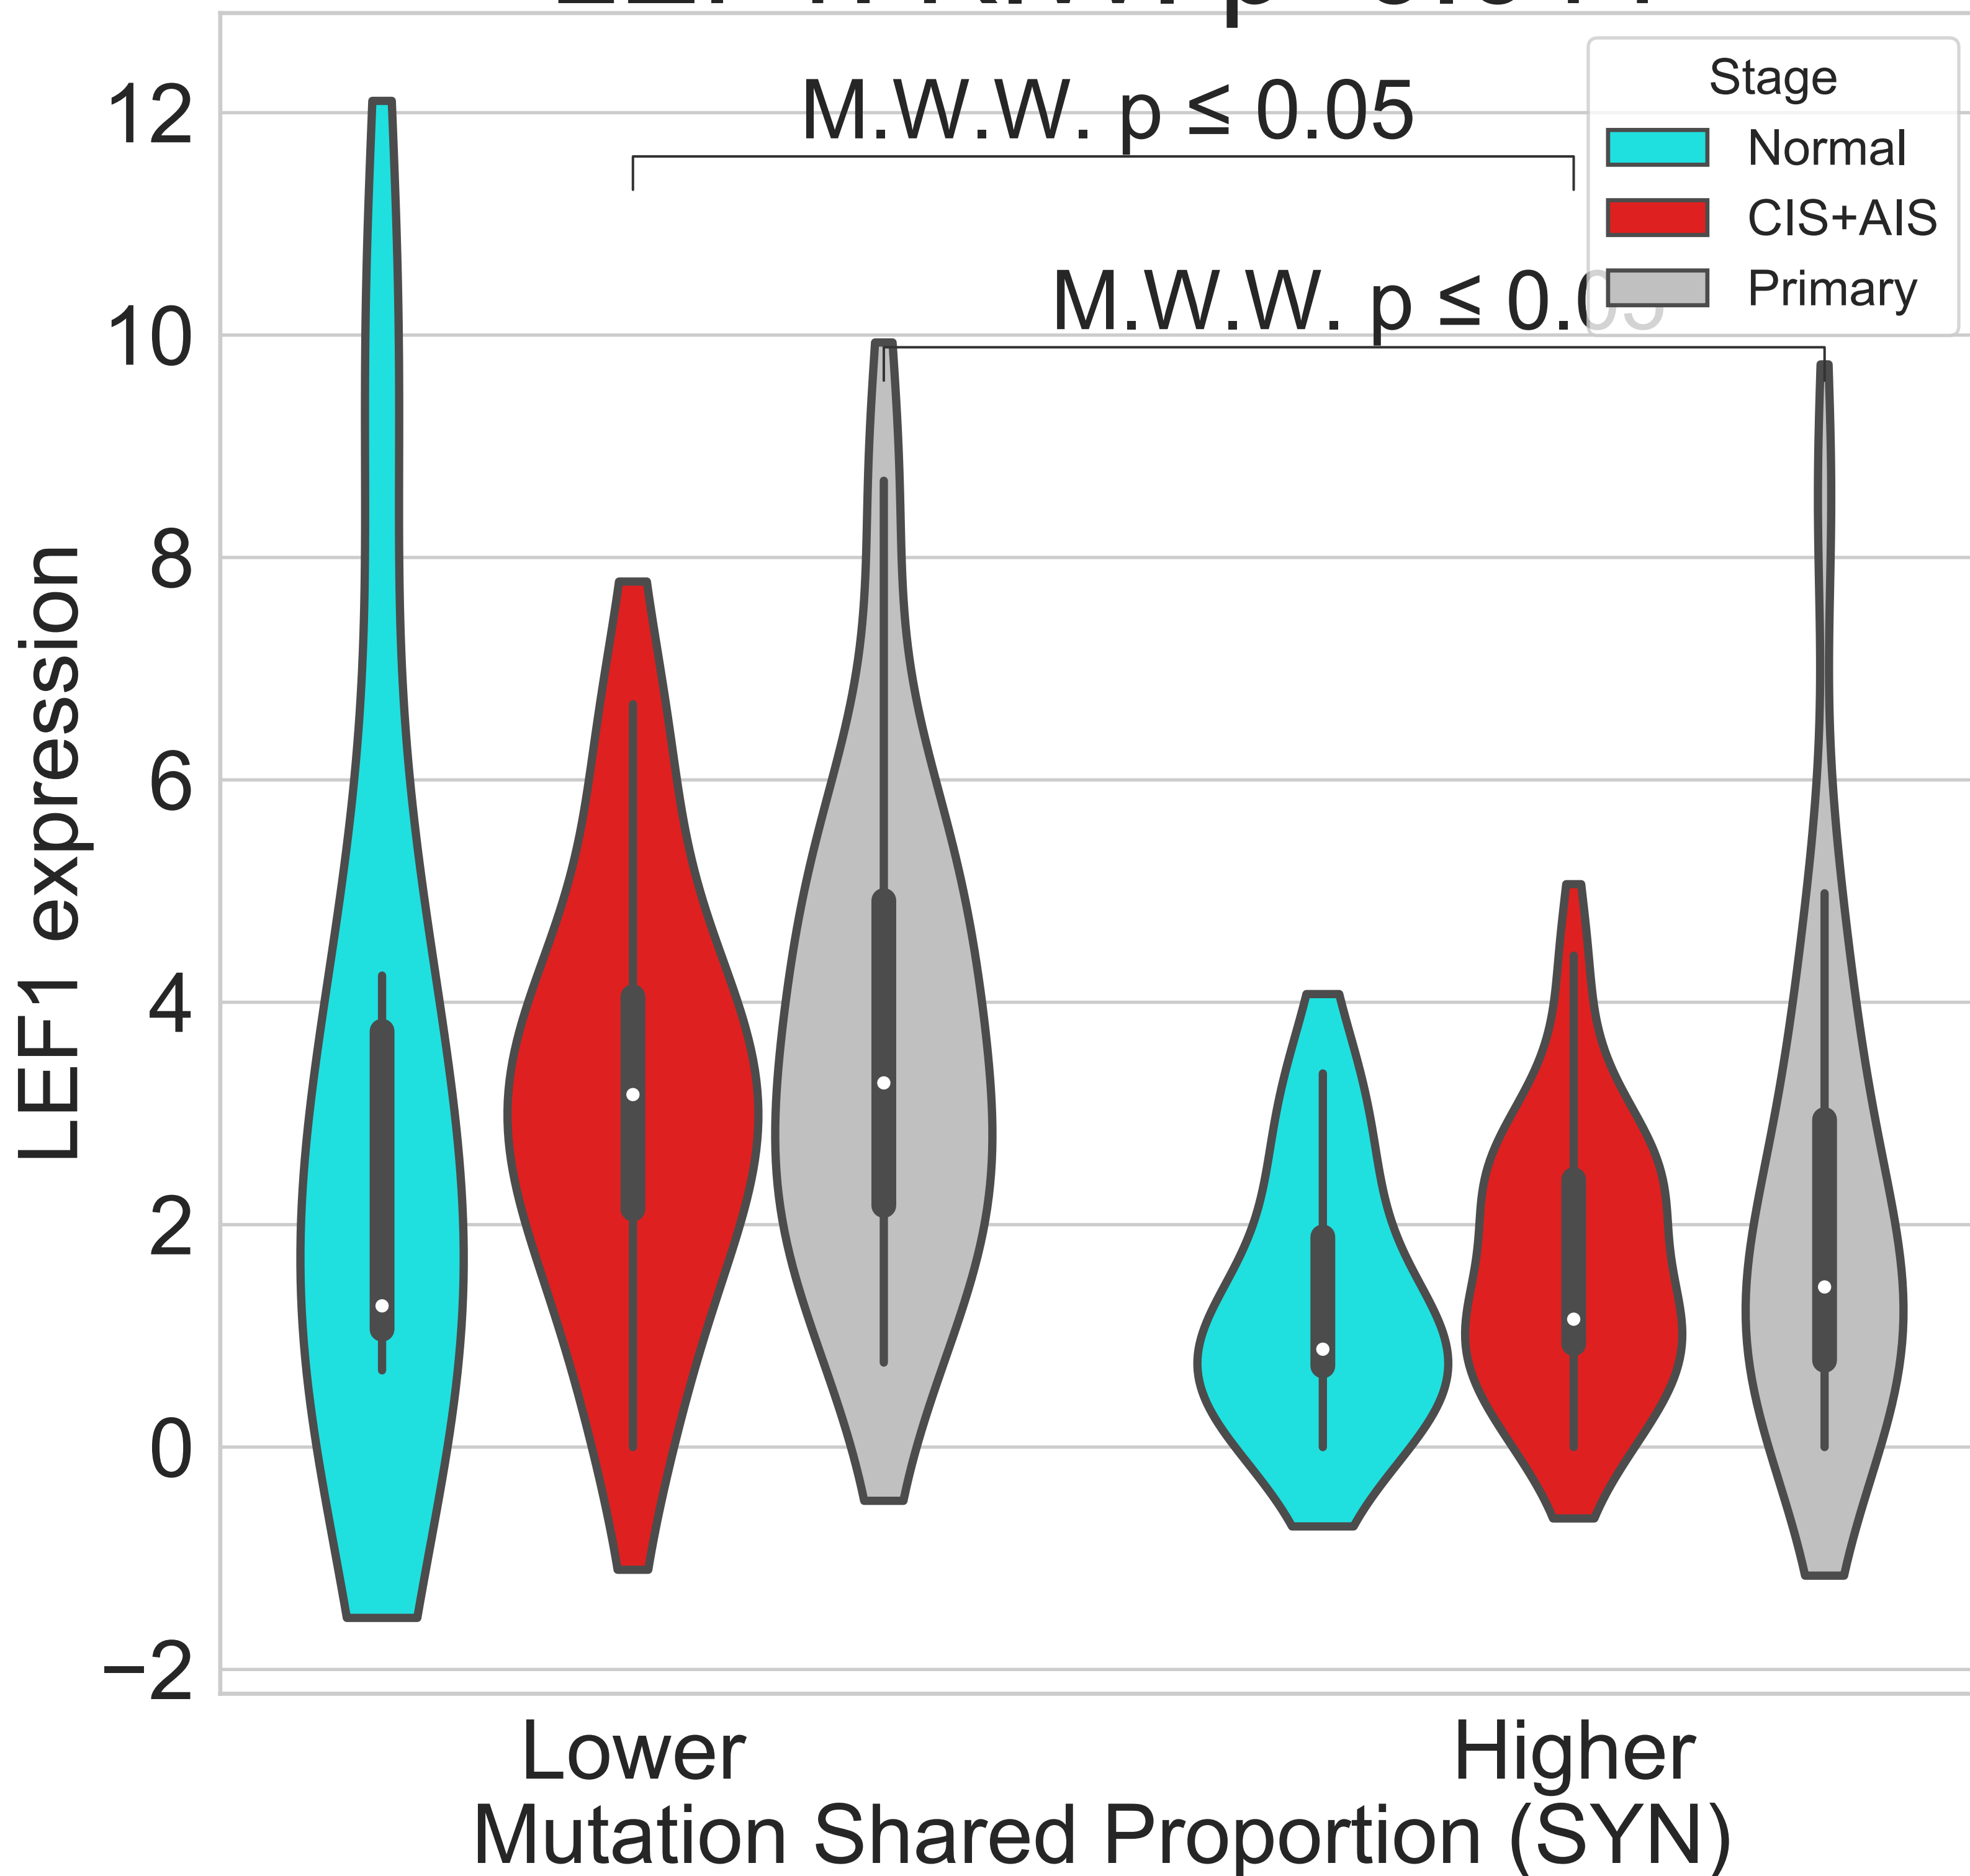 M.W.W. p ≤ 0.05
Stage
Normal
CIS+AIS
Primary
M.W.W. p ≤ 0.05
12
10
8
6
4
2
0
−2
LEF1 expression
Lower
Higher
Mutation Shared Proportion (SYN)